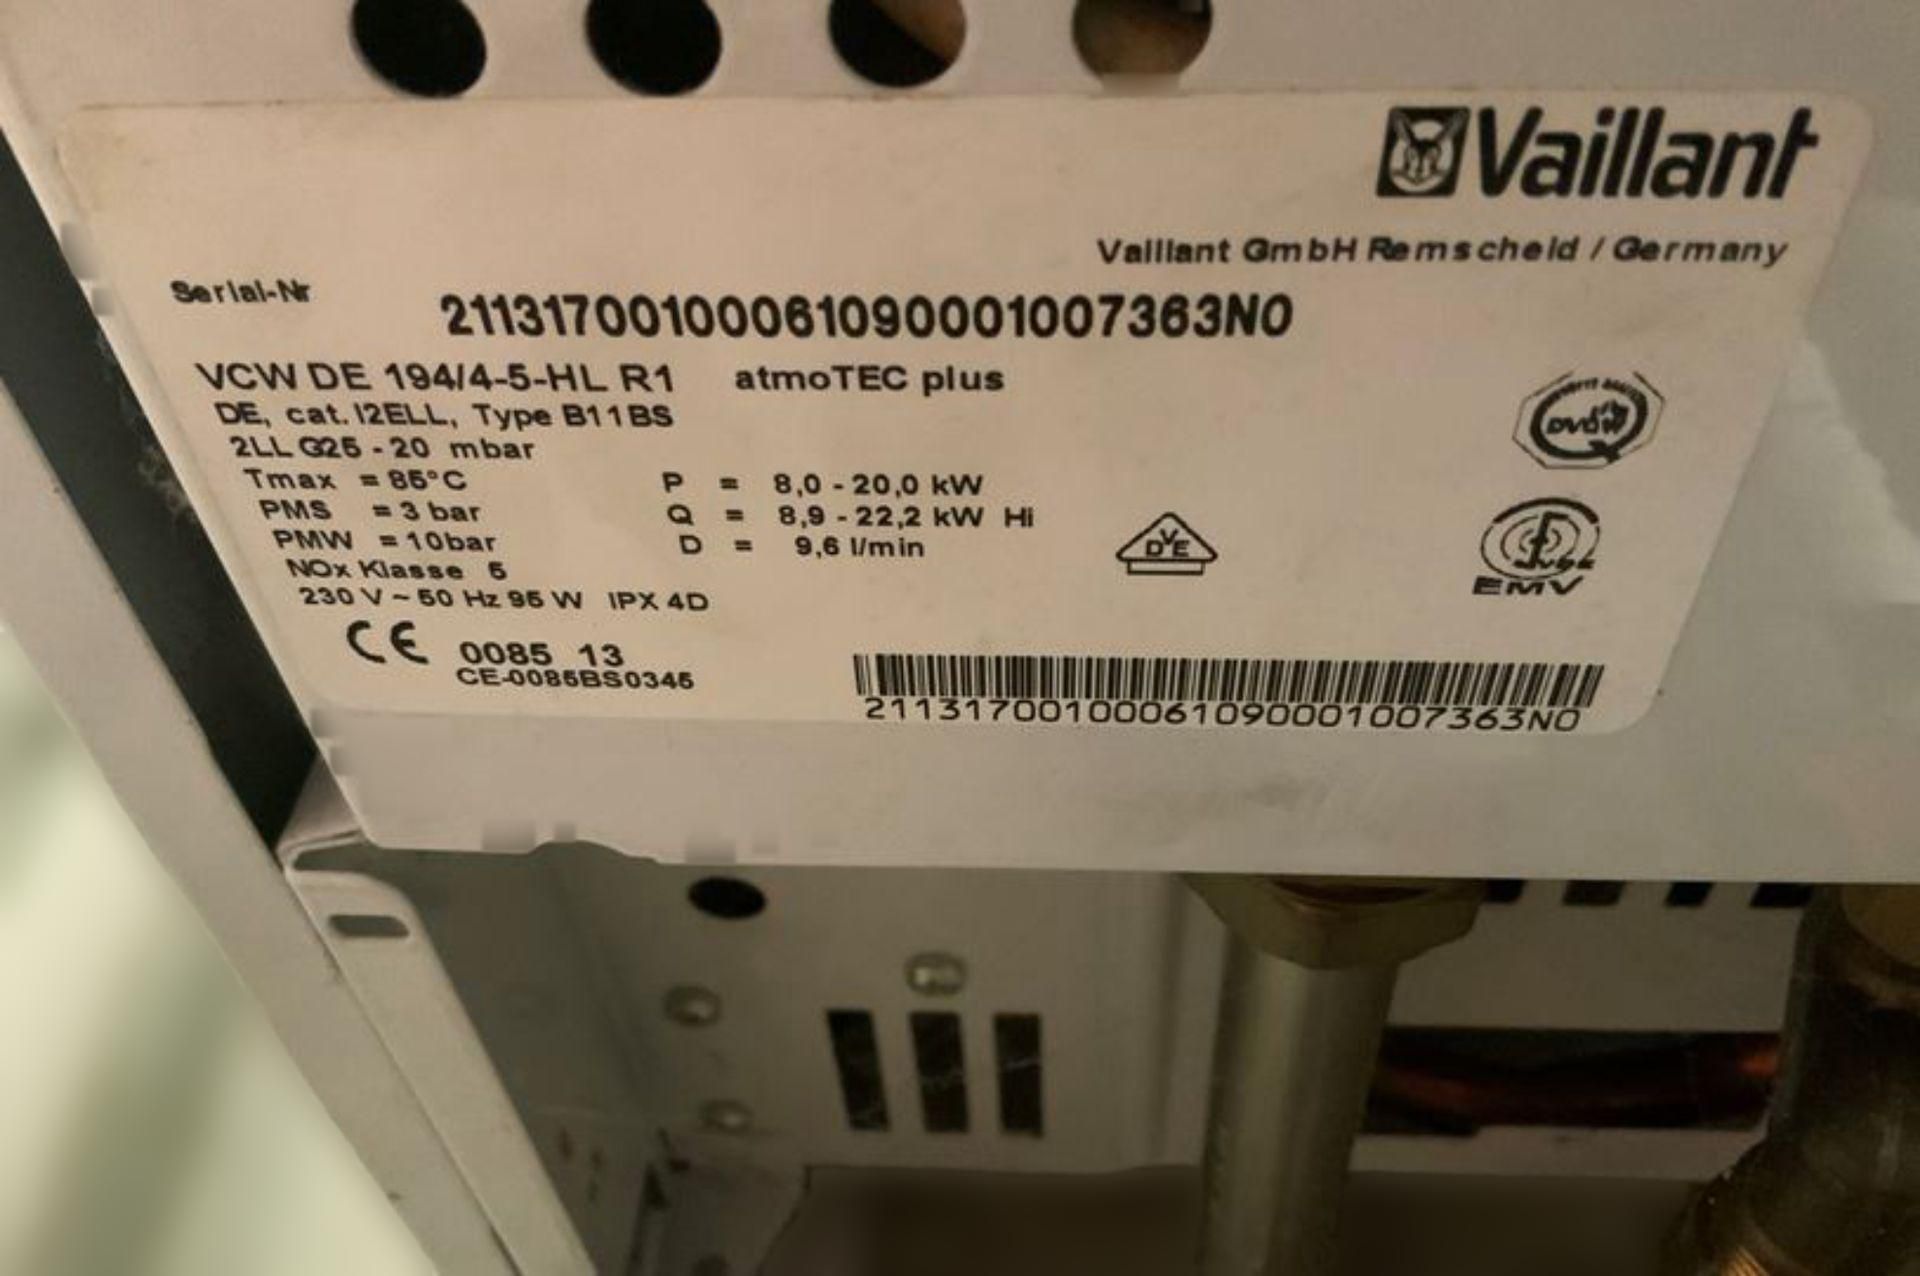 Vaillant
Vaillant GmbH Remscheid / Germany
Serial-Nr 21131700100061090001007363N0
VCW DE 194/4-5-HL R1 atmoTEC plus
DE, cat. I2ELL, Type B11BS
2LL G25 - 20 mbar
Tmax = 85°C P = 8,0 - 20,0 kW
PMS = 3 bar Q = 8,9 - 22,2 kW Hi
PMW = 10bar D = 9,6 l/min
NOx Klasse 5
230 V ~ 50 Hz 95 W IPX 4D
DVGW
Q
DVE
EMV
CE 0085 13
CE-0085BS0345
21131700100061090001007363N0